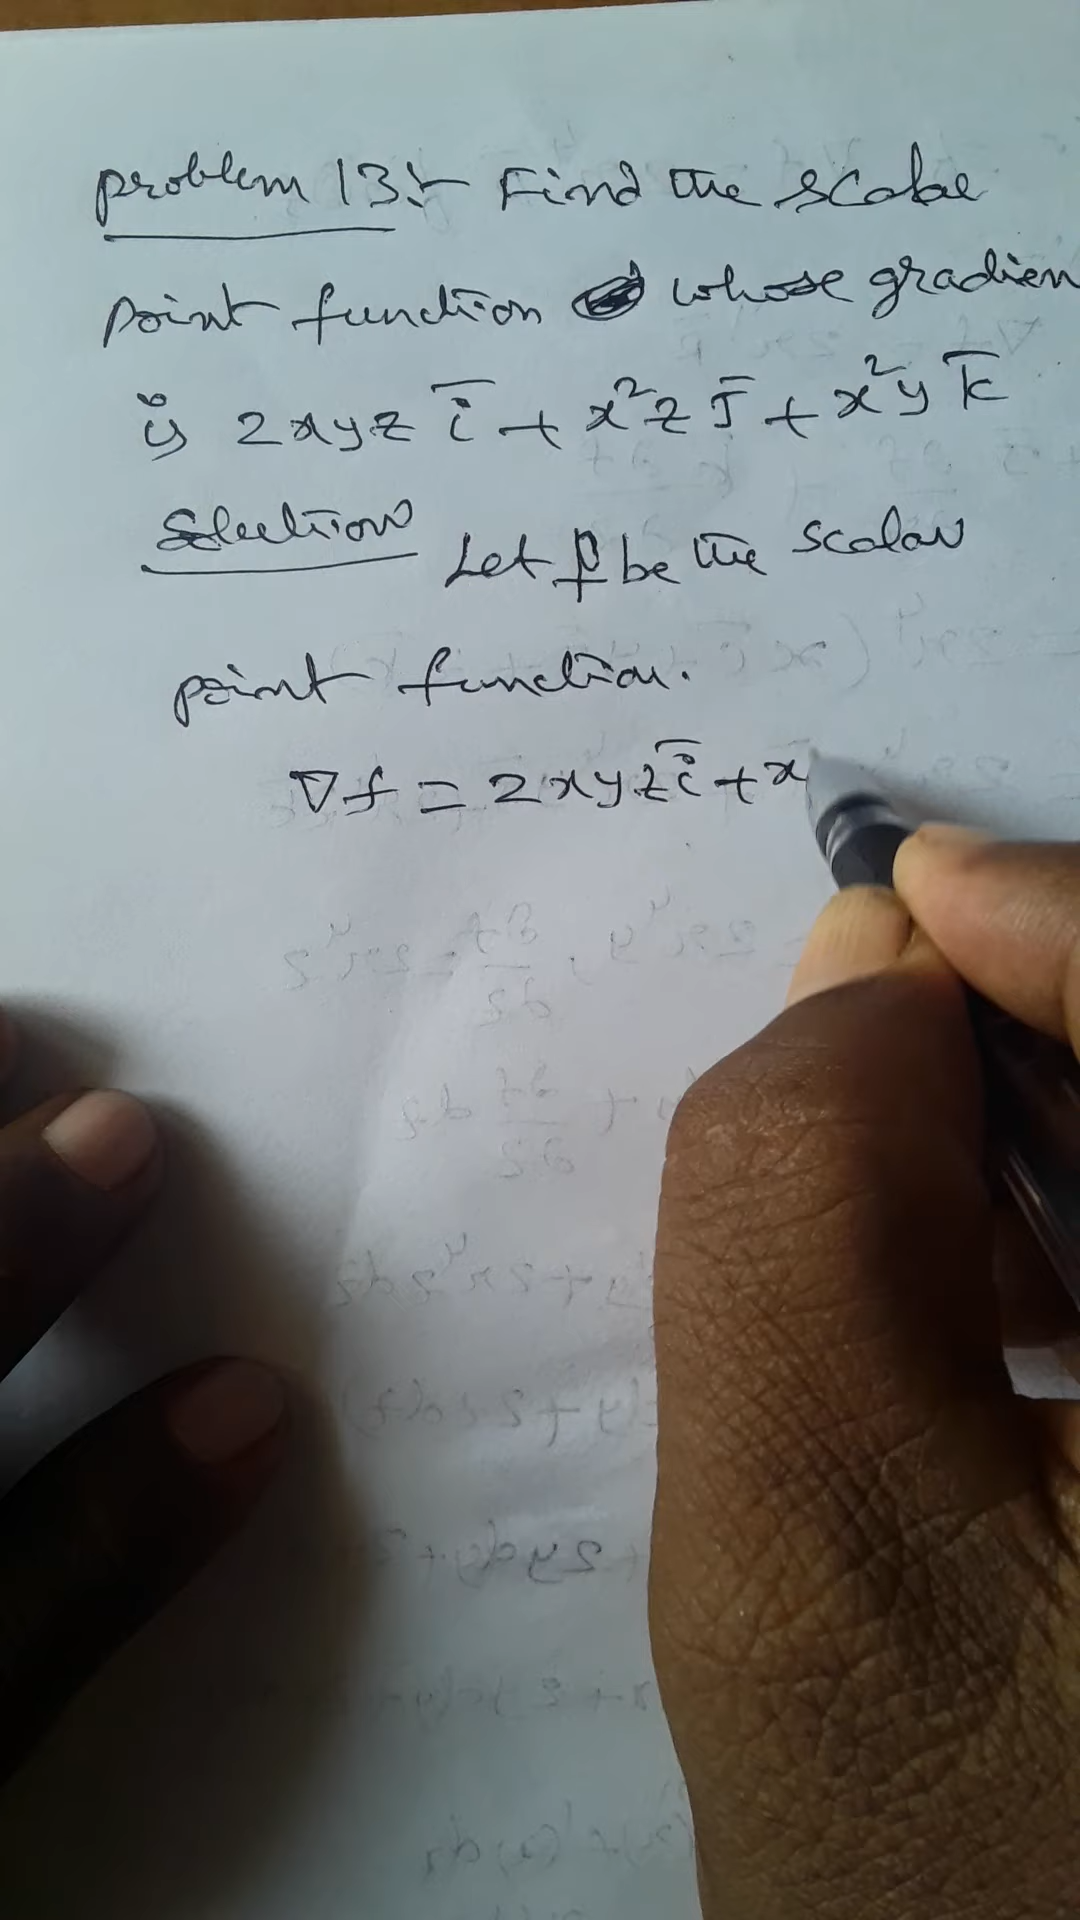 problem 13:- Find the scalar
point function whose gradien
is 2xyz i̅ + x²z j̅ + x²y k̅
Solution Let f be the scalar
point function.
∇f = 2xyz i̅ + x